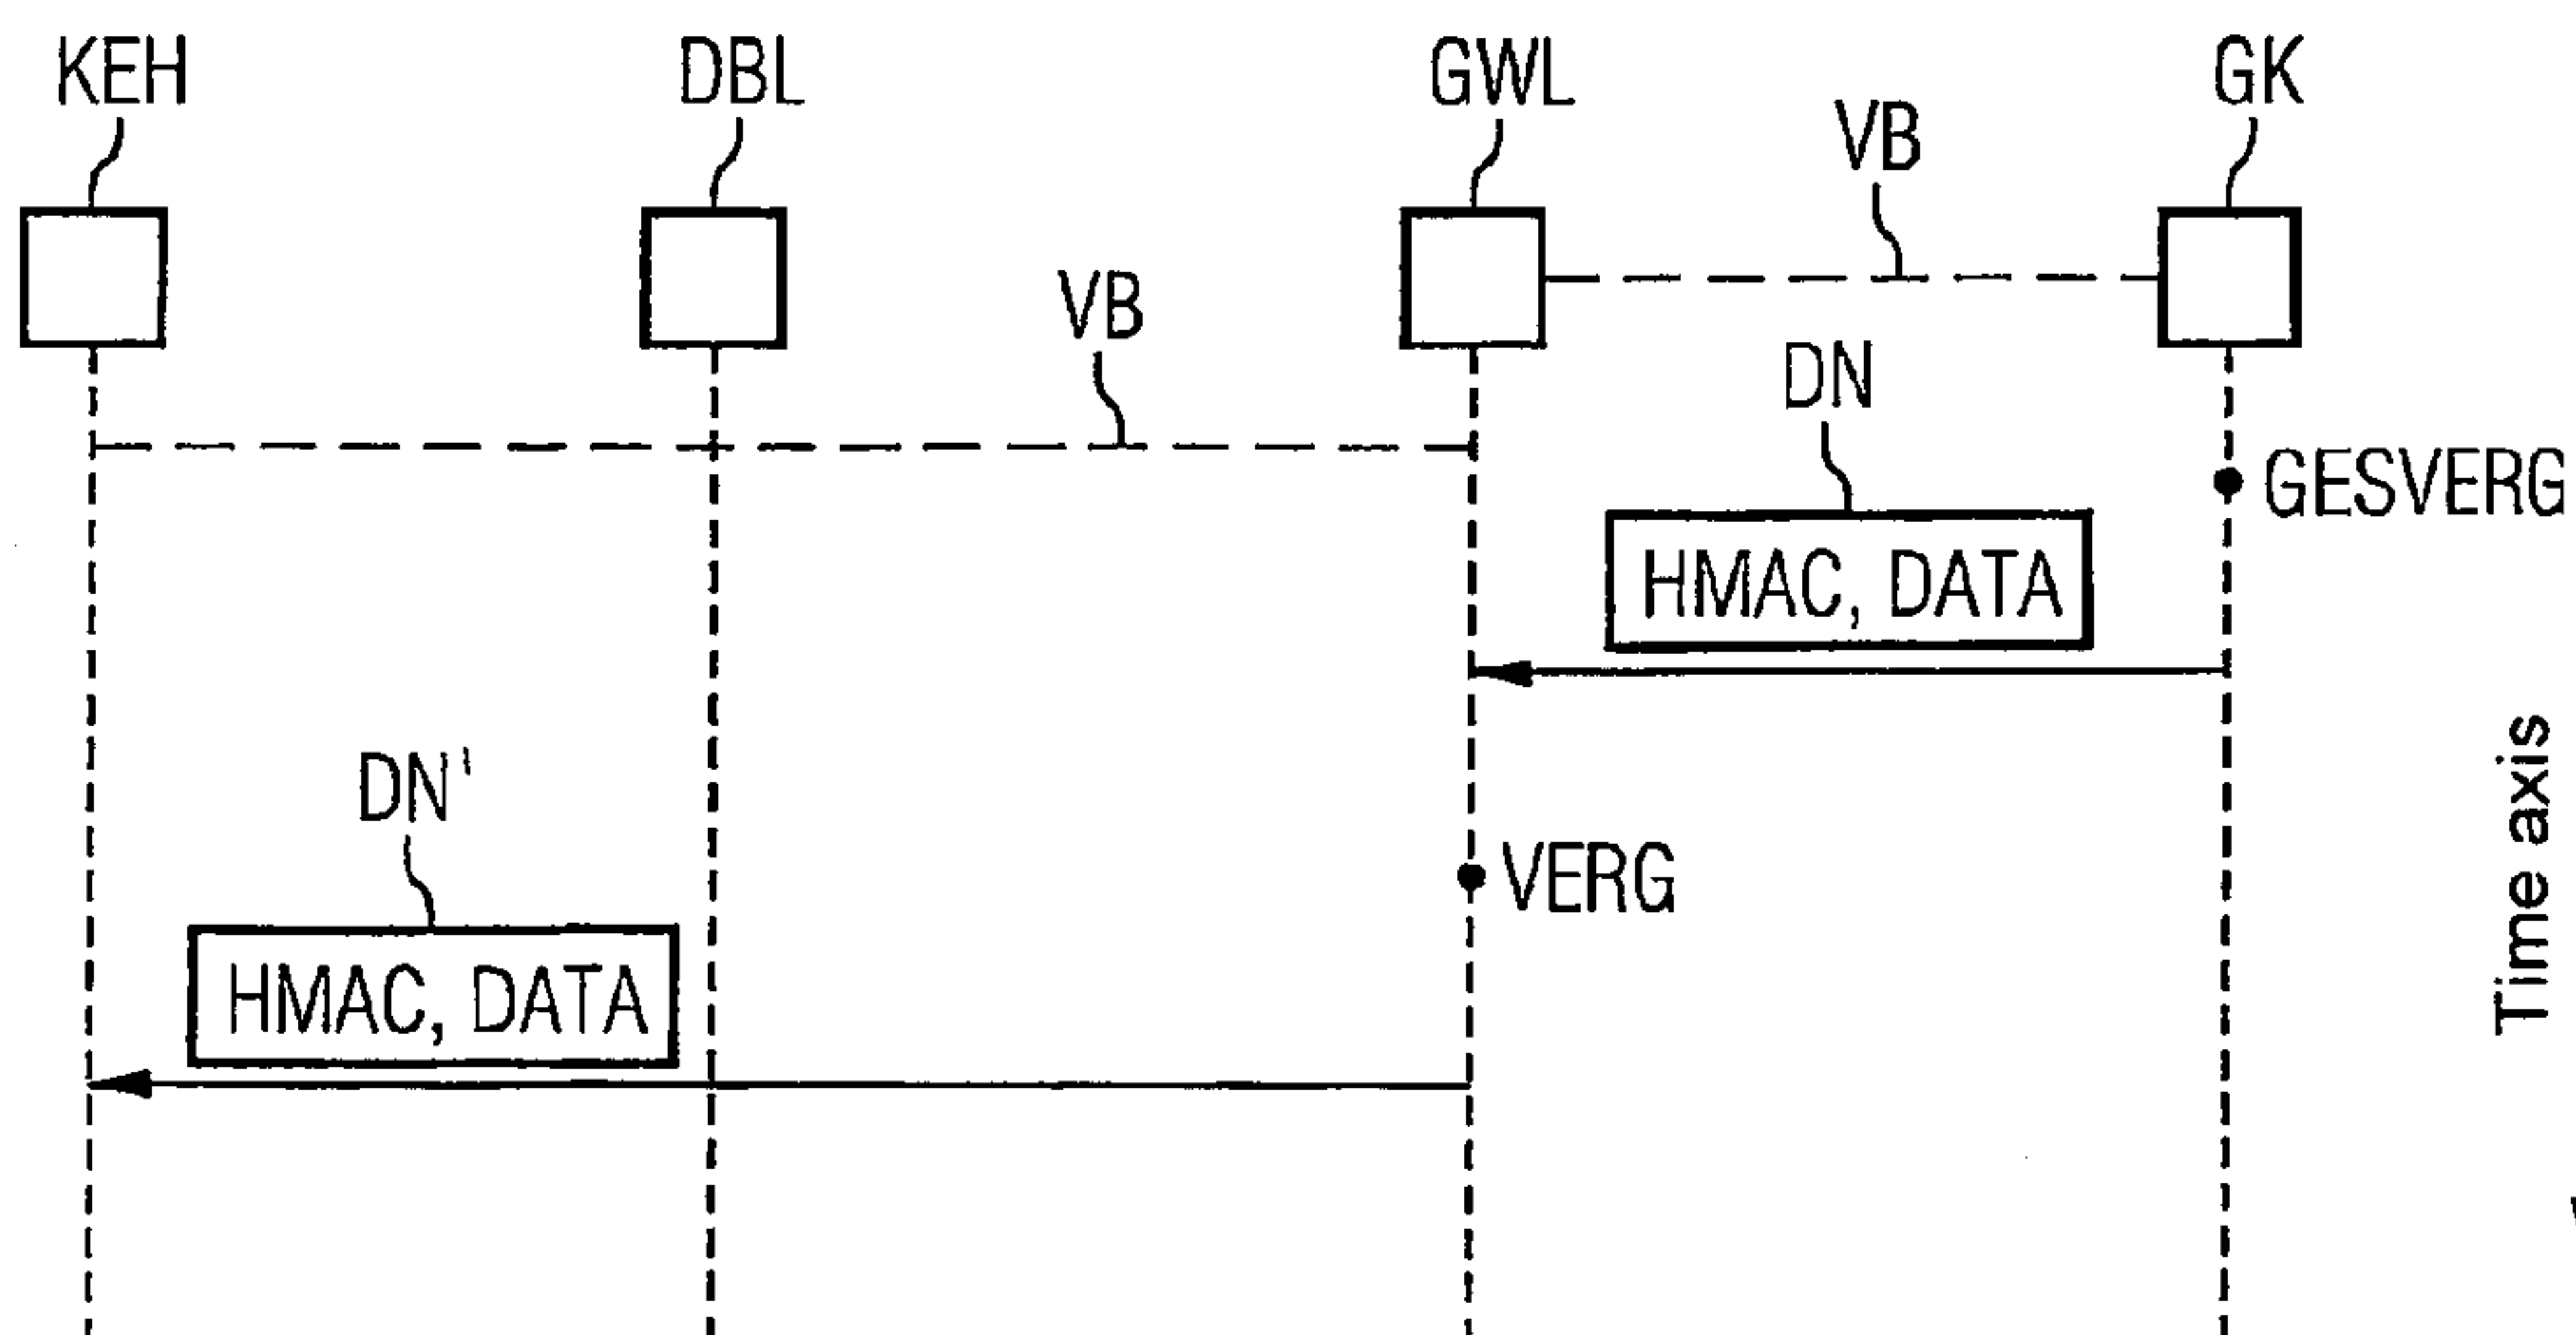 KEH
DBL
GWL
GK
VB
VB
DN
GESVERG
HMAC, DATA
DN'
VERG
HMAC, DATA
Time axis